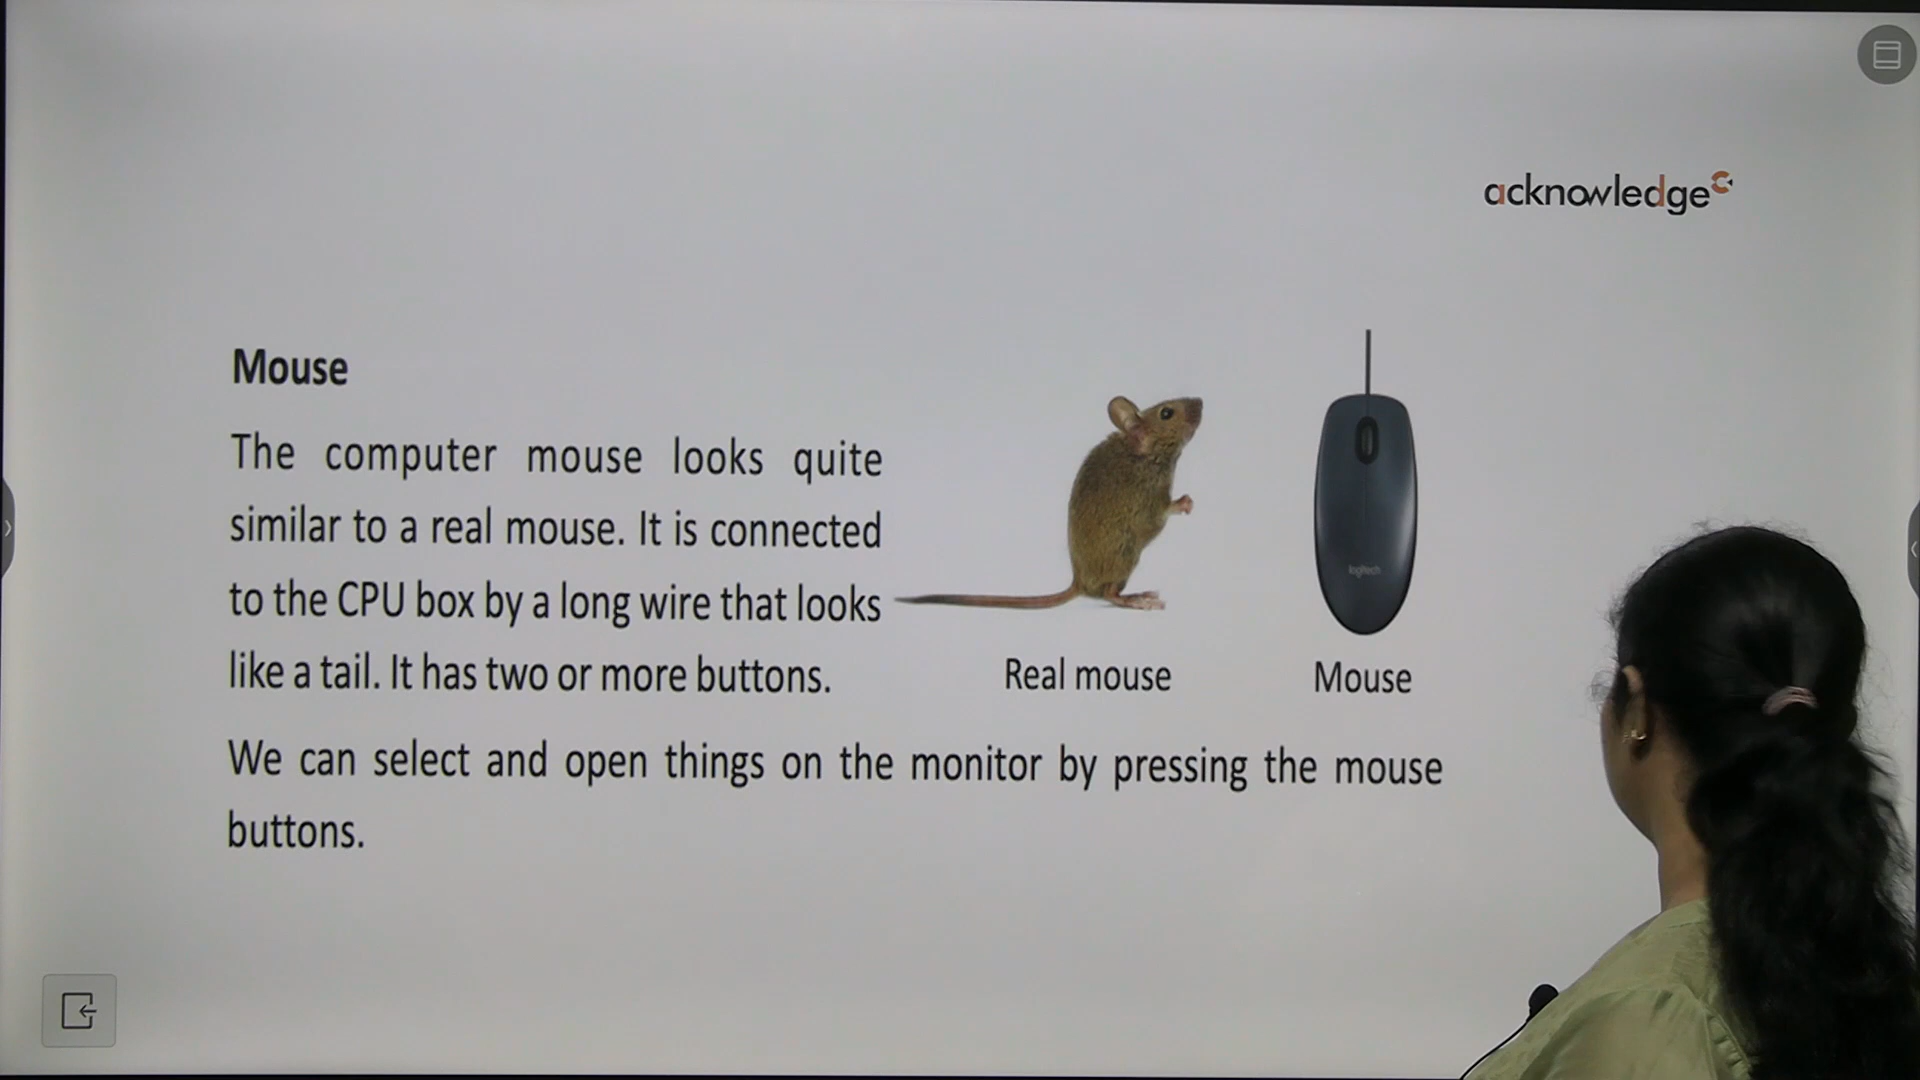 acknowledge
Mouse
The computer mouse looks quite
similar to a real mouse. It is connected
to the CPU box by a long wire that looks
like a tail. It has two or more buttons.
logitech
Real mouse
Mouse
We can select and open things on the monitor by pressing the mouse
buttons.